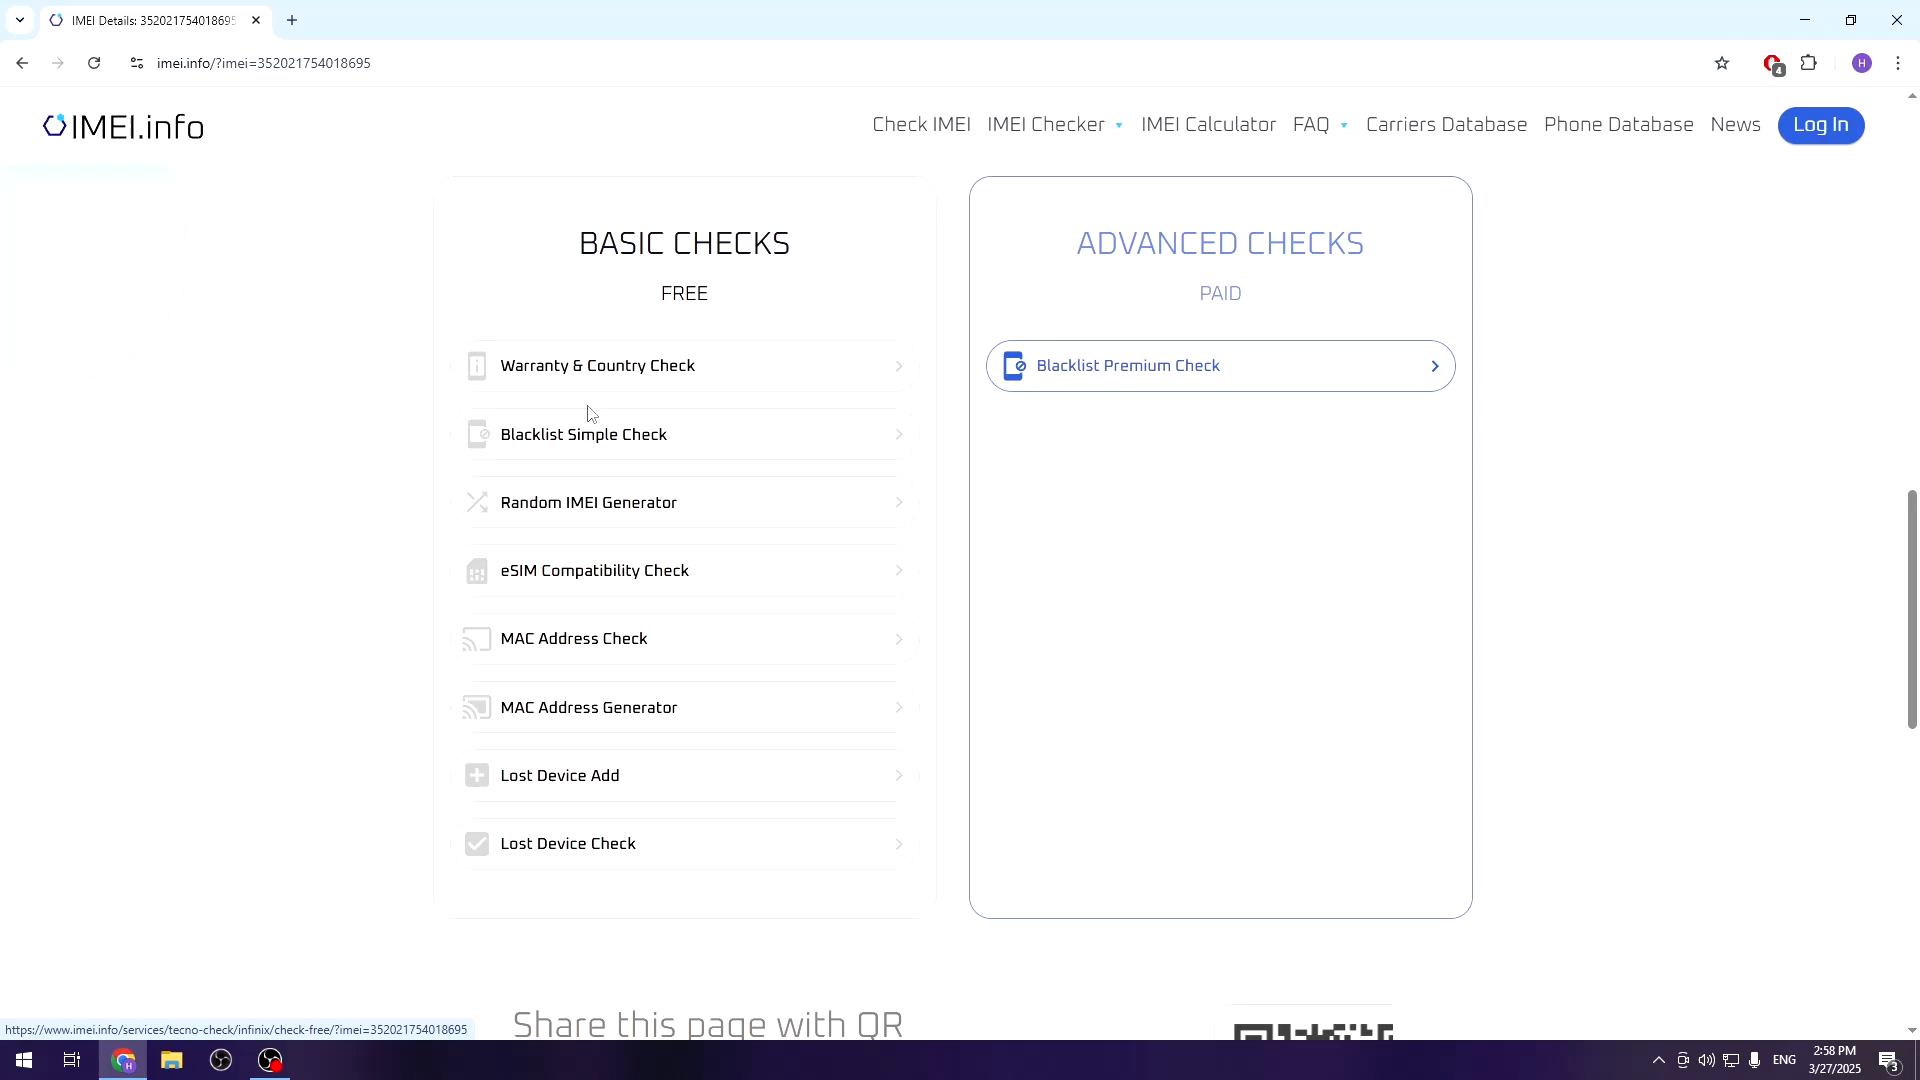 IMEI Details: 352021754018695
imei.info/?imei=352021754018695
4
H
IMEI.info
Check IMEI
IMEI Checker
IMEI Calculator
FAQ
Carriers Database
Phone Database
News
Log In
BASIC CHECKS
FREE
Warranty & Country Check
Blacklist Simple Check
Random IMEI Generator
eSIM Compatibility Check
MAC Address Check
MAC Address Generator
Lost Device Add
Lost Device Check
ADVANCED CHECKS
PAID
Blacklist Premium Check
Share this page with QR
https://www.imei.info/services/tecno-check/infinix/check-free/?imei=352021754018695
H
ENG
2:58 PM
3/27/2025
3